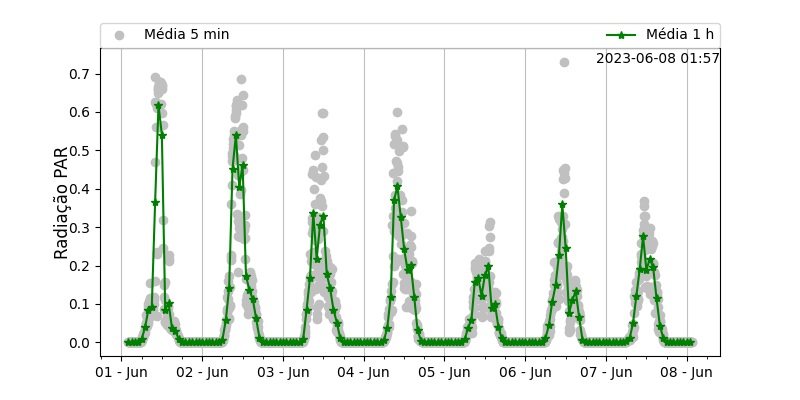 Média 5 min
Média 1 h
2023-06-08 01:57
Radiação PAR
0.7
0.6
0.5
0.4
0.3
0.2
0.1
0.0
01 - Jun
02 - Jun
03 - Jun
04 - Jun
05 - Jun
06 - Jun
07 - Jun
08 - Jun